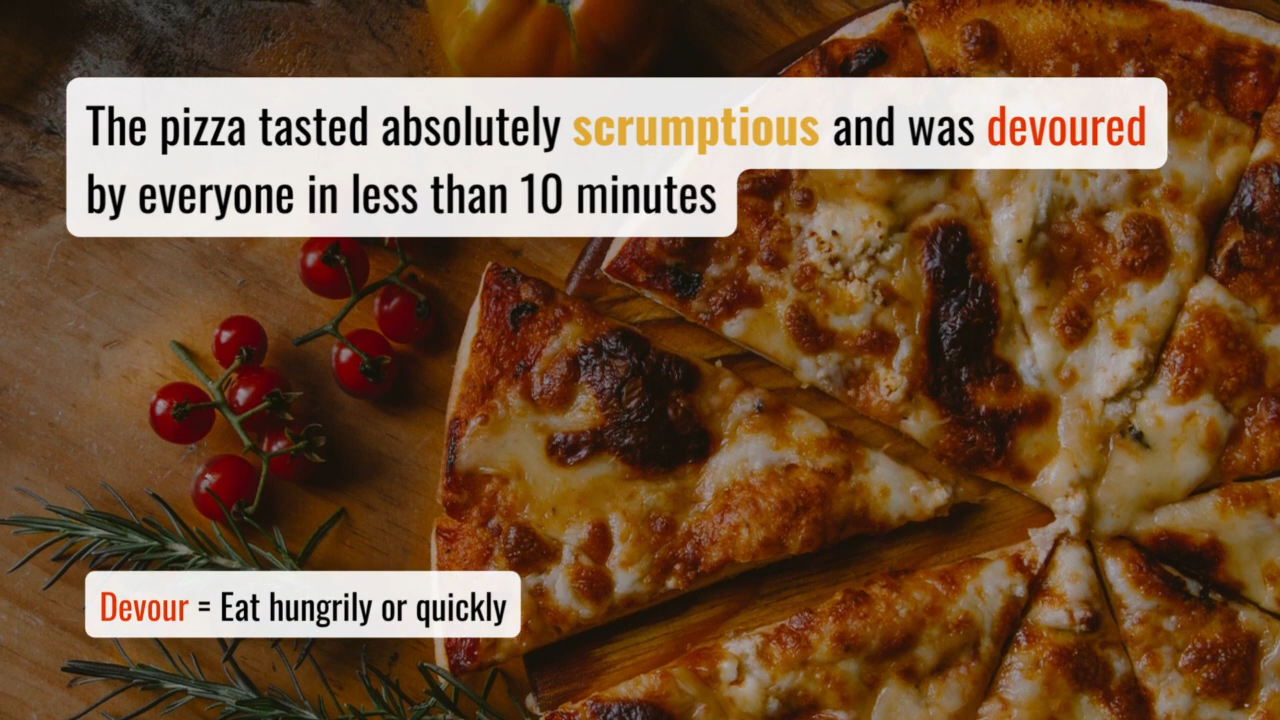 The pizza tasted absolutely scrumptious and was devoured
by everyone in less than 10 minutes
Devour = Eat hungrily or quickly